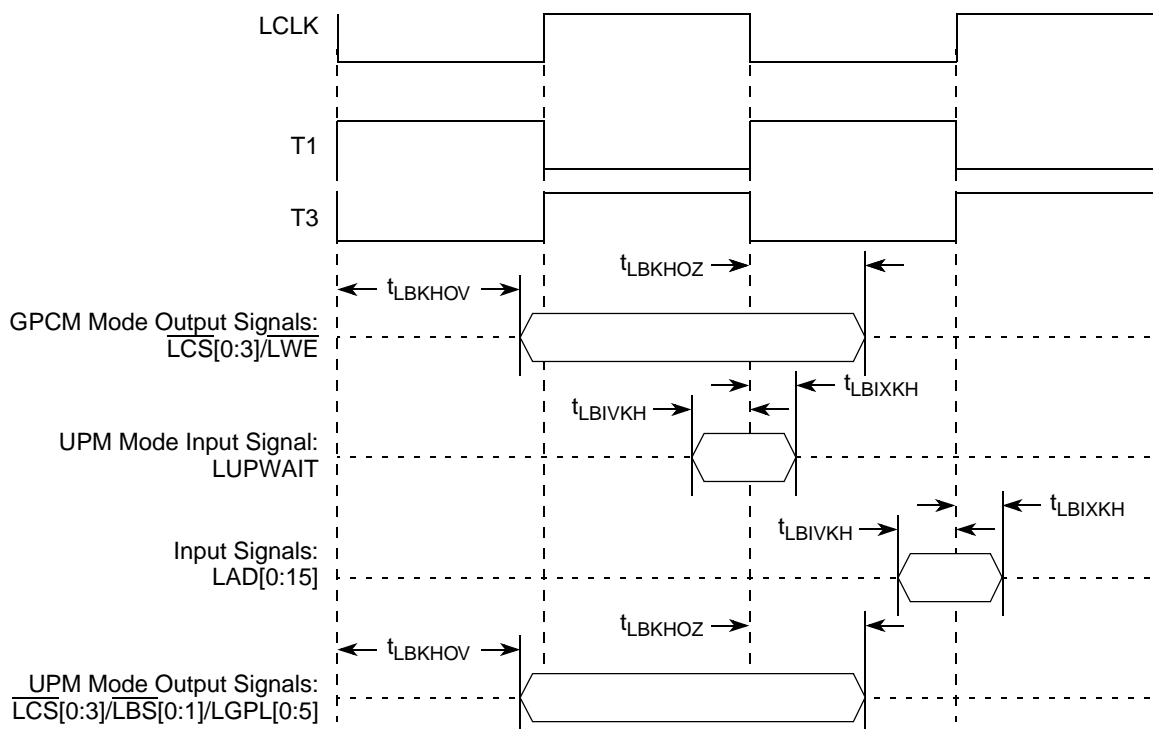 LCLK
T1
T3
tLBKHOZ
tLBKHOV
GPCM Mode Output Signals:
LCS[0:3]/LWE
tLBIXKH
tLBIVKH
UPM Mode Input Signal:
LUPWAIT
tLBIXKH
tLBIVKH
Input Signals:
LAD[0:15]
tLBKHOZ
tLBKHOV
UPM Mode Output Signals:
LCS[0:3]/LBS[0:1]/LGPL[0:5]